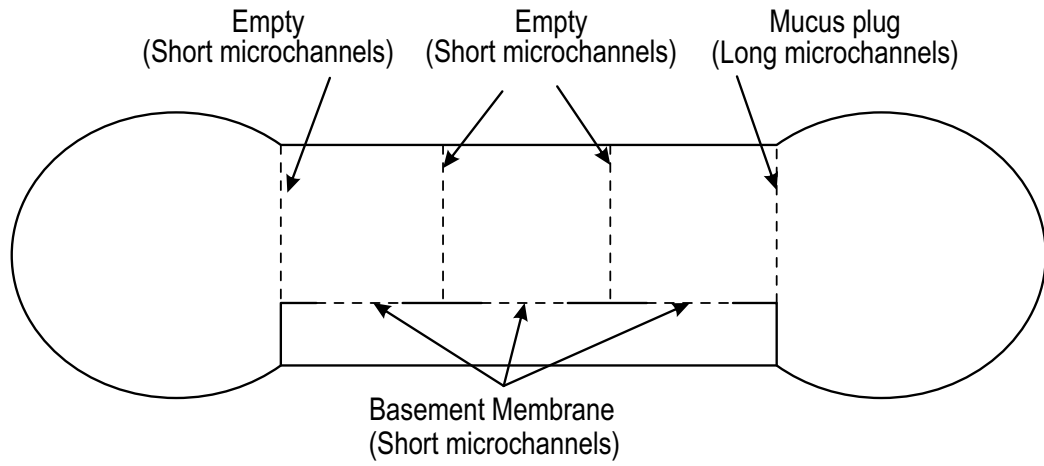 Empty
(Short microchannels)
Empty
(Short microchannels)
Mucus plug
(Long microchannels)
Basement Membrane
(Short microchannels)